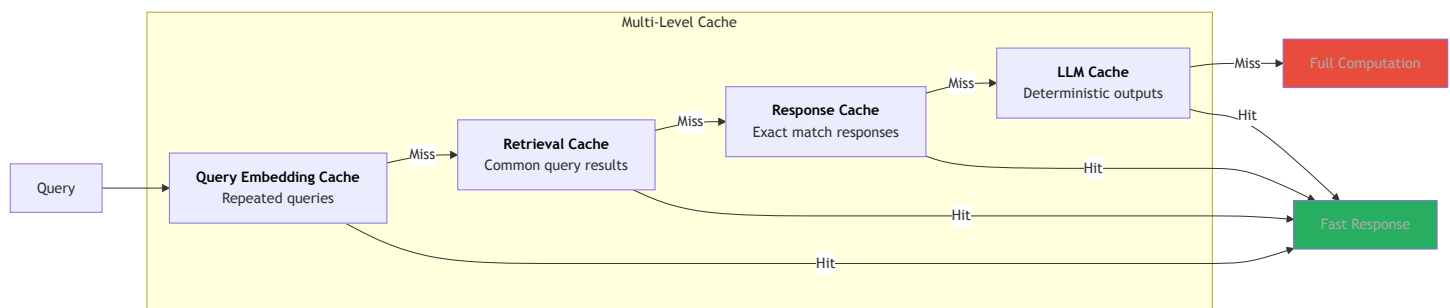 Multi-Level Cache
Query
Query Embedding Cache
Repeated queries
Miss
Retrieval Cache
Common query results
Miss
Response Cache
Exact match responses
Miss
LLM Cache
Deterministic outputs
Miss
Full Computation
Hit
Hit
Hit
Hit
Fast Response